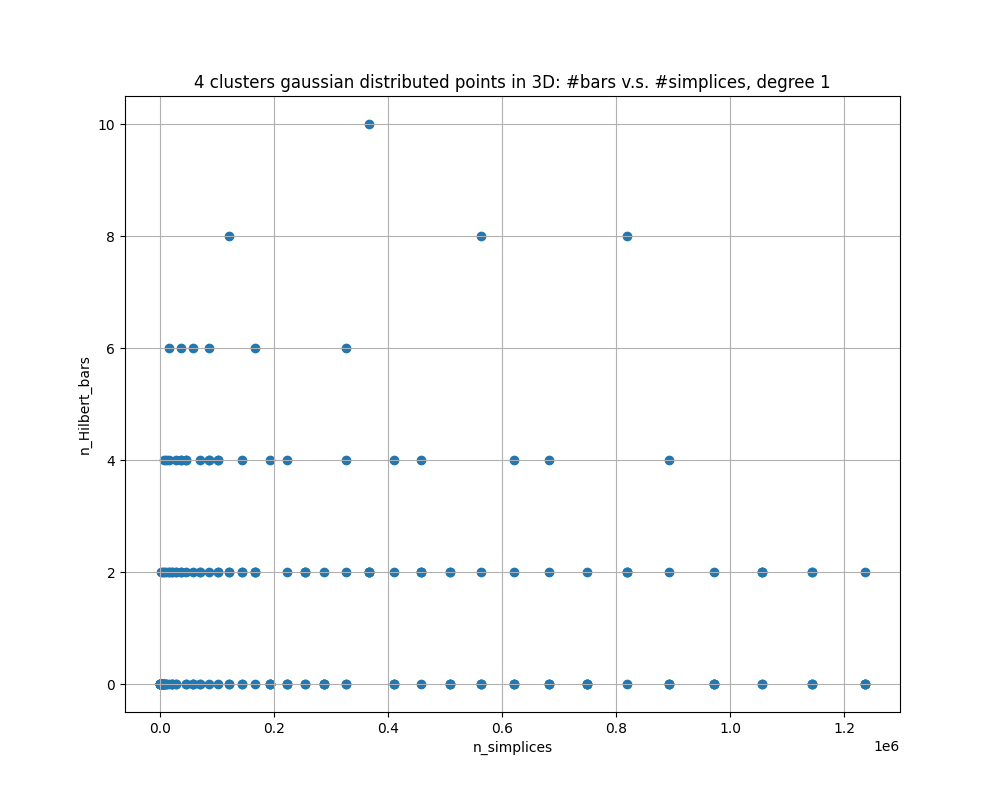 4 clusters gaussian distributed points in 3D: #bars v.s. #simplices, degree 1
10
8
6
4
2
0
n_Hilbert_bars
0.0 0.2 0.4 0.6 0.8 1.0 1.2
1e6
n_simplices